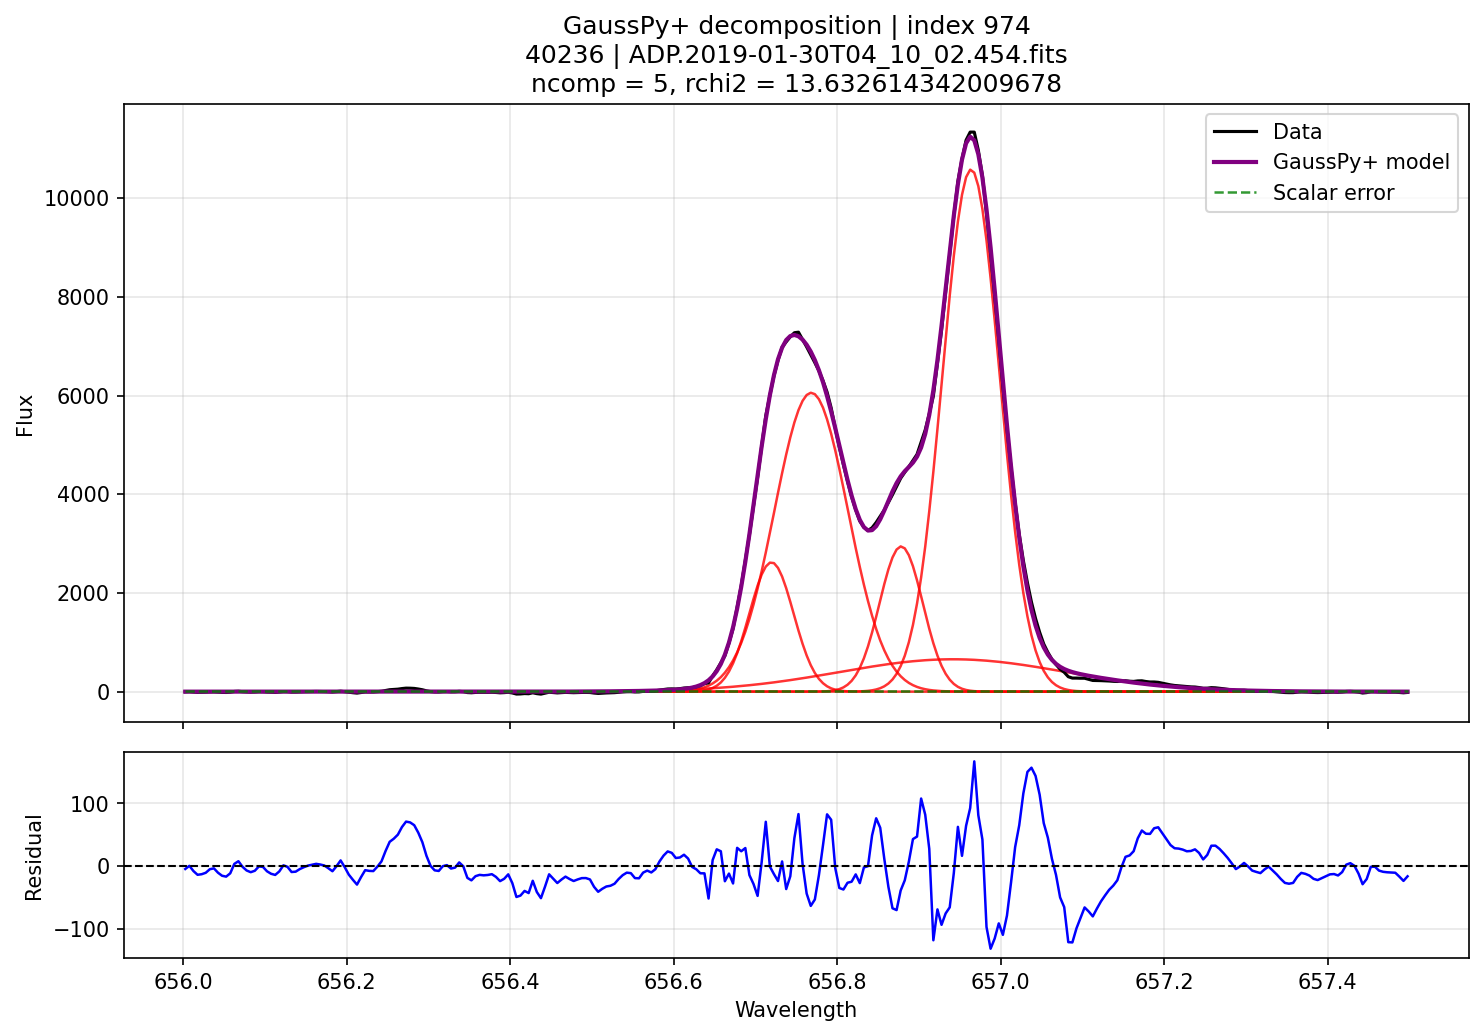 GaussPy+ decomposition | index 974
40236 | ADP.2019-01-30T04_10_02.454.fits
ncomp = 5, rchi2 = 13.632614342009678
Data
GaussPy+ model
Scalar error
Flux
10000
8000
6000
4000
2000
0
Residual
100
0
−100
656.0
656.2
656.4
656.6
656.8
657.0
657.2
657.4
Wavelength